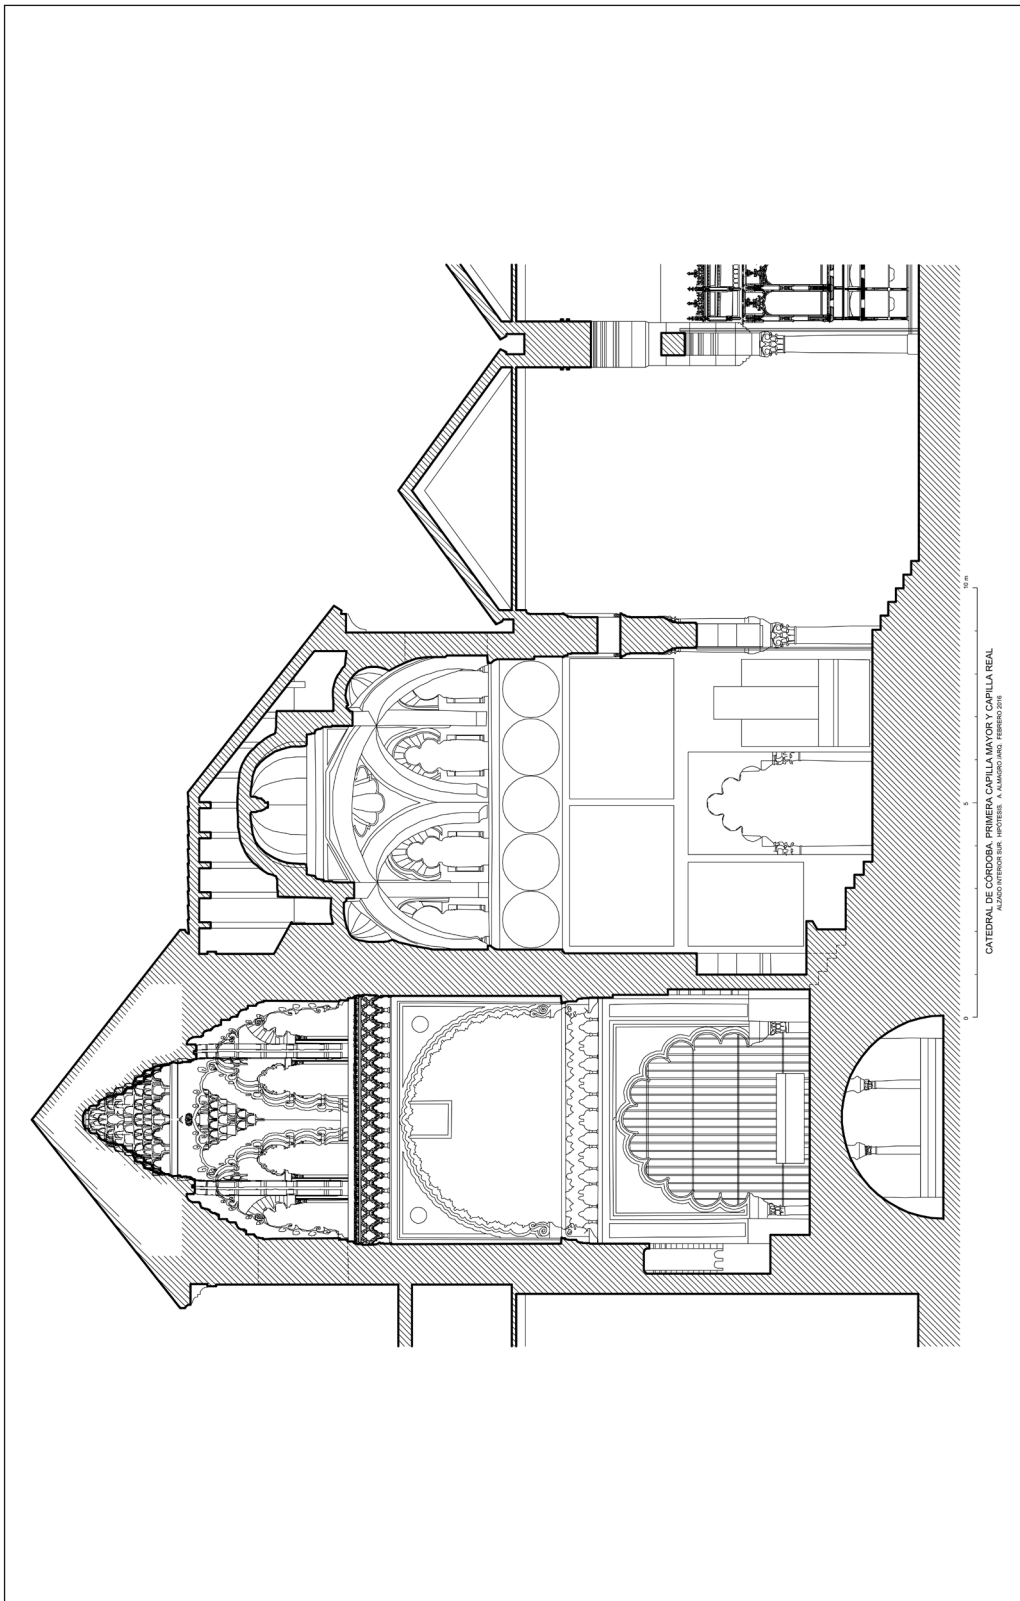 CATEDRAL DE CÓRDOBA. PRIMERA CAPILLA MAYOR Y CAPILLA REAL
ALZADO INTERIOR SUR. HIPÓTESIS. A. ALMAGRO /ARQ. FEBRERO 2016
0 5 10 m